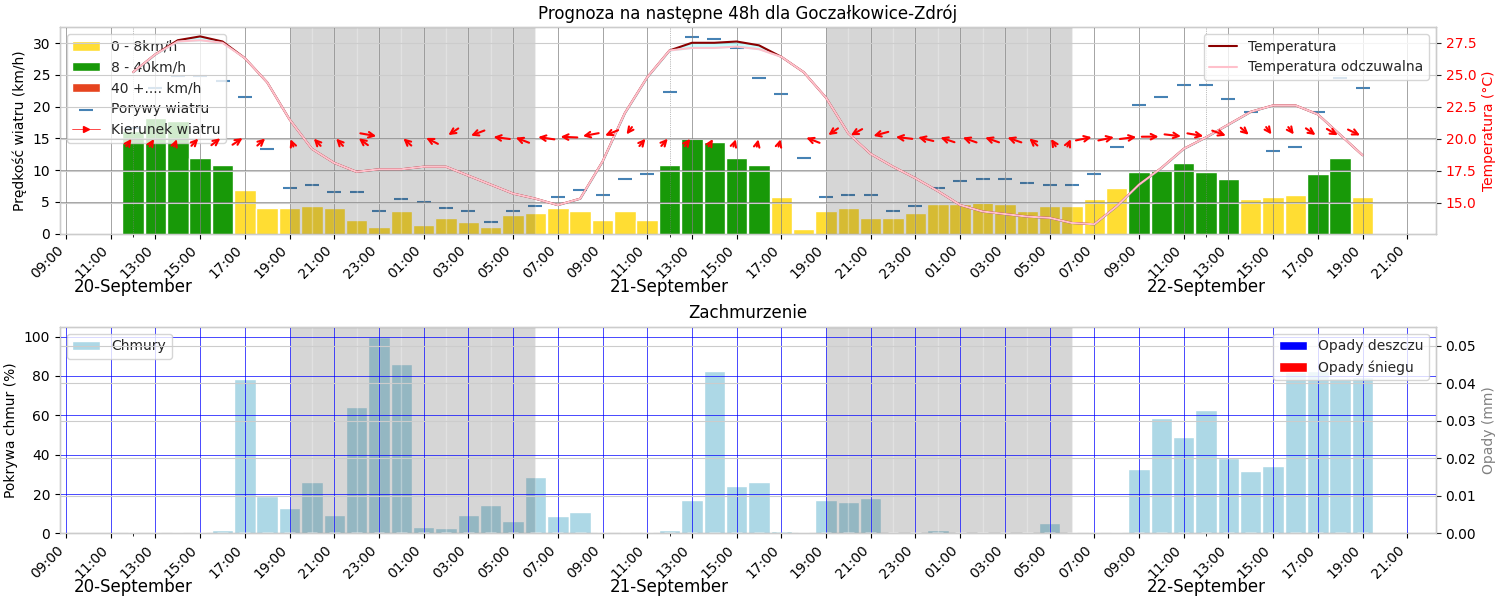 Prognoza na następne 48h dla Goczałkowice-Zdrój
Prędkość wiatru (km/h)
30
25
20
15
10
5
0
0 - 8km/h
8 - 40km/h
40 +.... km/h
Porywy wiatru
Kierunek wiatru
Temperatura
Temperatura odczuwalna
27.5
25.0
22.5
20.0
17.5
15.0
Temperatura (°C)
09:00 11:00 13:00 15:00 17:00 19:00 21:00 23:00 01:00 03:00 05:00 07:00 09:00 11:00 13:00 15:00 17:00 19:00 21:00 23:00 01:00 03:00 05:00 07:00 09:00 11:00 13:00 15:00 17:00 19:00 21:00
20-September 21-September 22-September
Zachmurzenie
Pokrywa chmur (%)
100
80
60
40
20
0
Chmury
Opady deszczu
Opady śniegu
0.05
0.04
0.03
0.02
0.01
0.00
Opady (mm)
09:00 11:00 13:00 15:00 17:00 19:00 21:00 23:00 01:00 03:00 05:00 07:00 09:00 11:00 13:00 15:00 17:00 19:00 21:00 23:00 01:00 03:00 05:00 07:00 09:00 11:00 13:00 15:00 17:00 19:00 21:00
20-September 21-September 22-September